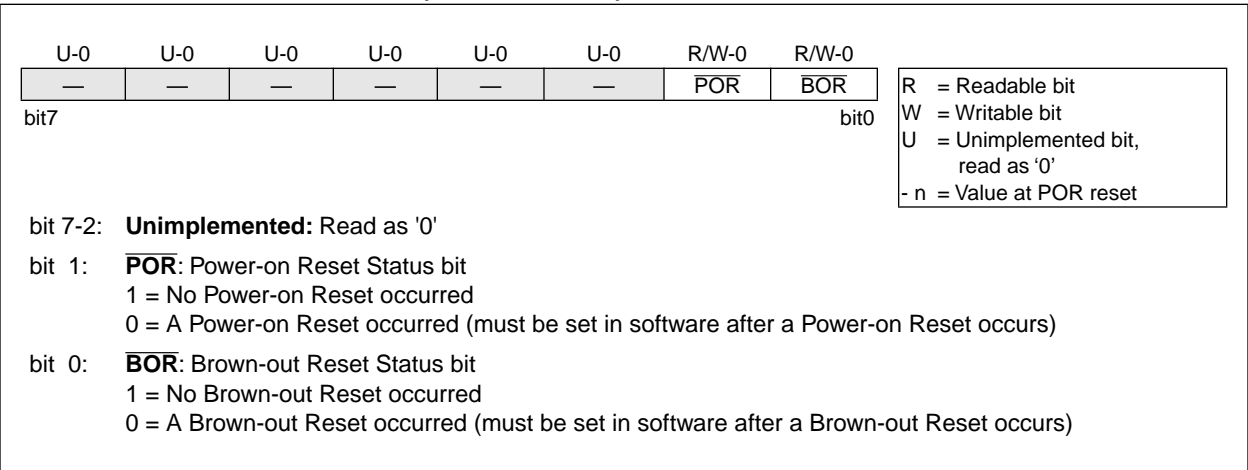 U-0 U-0 U-0 U-0 U-0 U-0 R/W-0 R/W-0
— — — — — — P̅O̅R̅ B̅O̅R̅
bit7 bit0
R = Readable bit
W = Writable bit
U = Unimplemented bit,
read as ‘0’
- n = Value at POR reset
bit 7-2: Unimplemented: Read as '0'
bit 1: P̅O̅R̅: Power-on Reset Status bit
1 = No Power-on Reset occurred
0 = A Power-on Reset occurred (must be set in software after a Power-on Reset occurs)
bit 0: B̅O̅R̅: Brown-out Reset Status bit
1 = No Brown-out Reset occurred
0 = A Brown-out Reset occurred (must be set in software after a Brown-out Reset occurs)